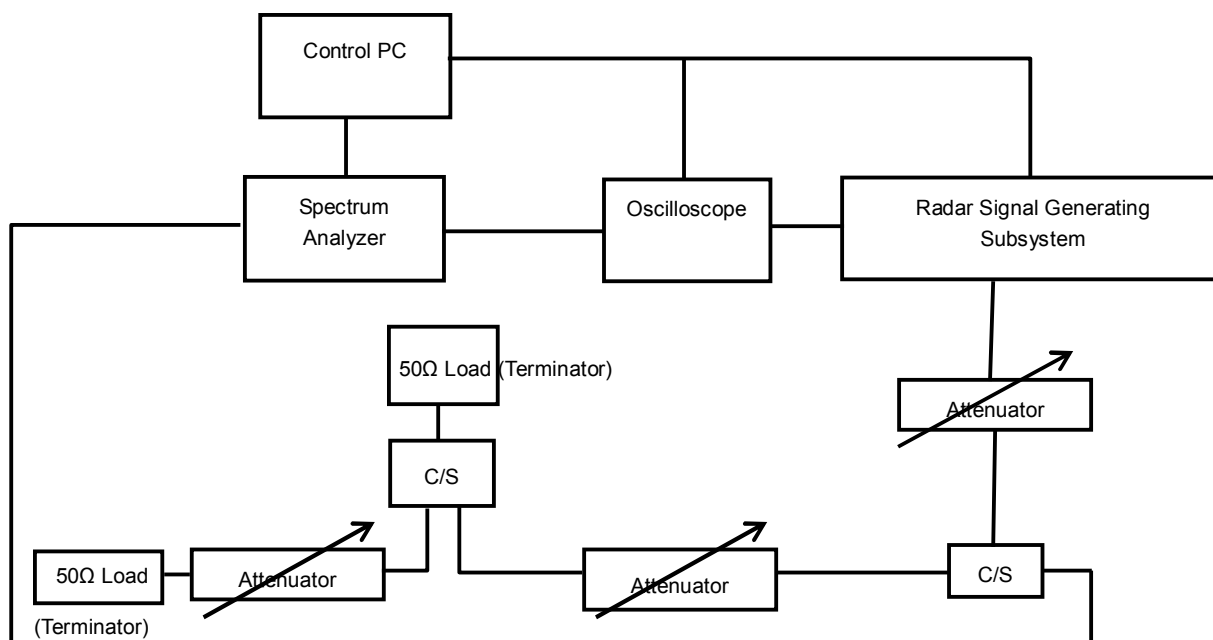 Control PC
Spectrum
Analyzer
Oscilloscope
Radar Signal Generating
Subsystem
50Ω Load (Terminator)
Attenuator
C/S
50Ω Load
(Terminator)
Attenuator
Attenuator
C/S